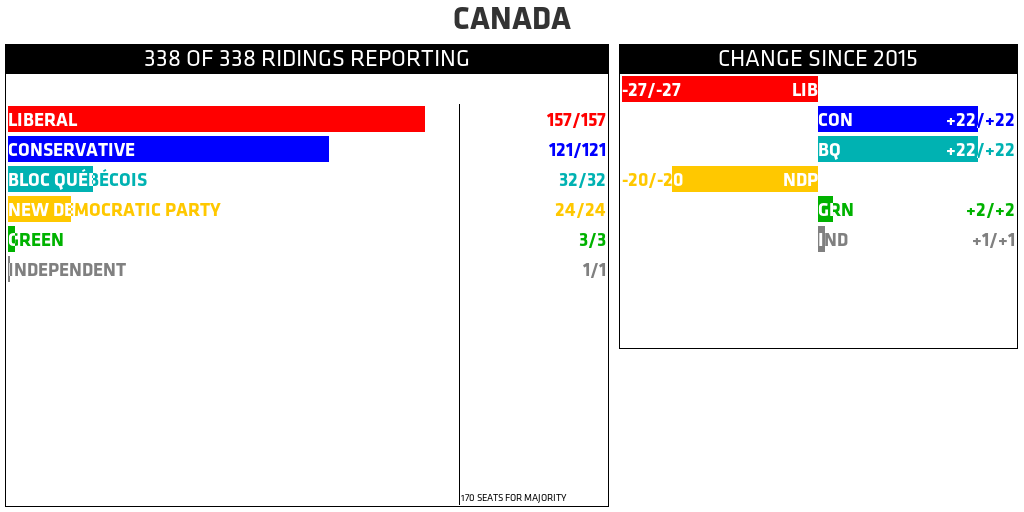 CANADA
338 OF 338 RIDINGS REPORTING
LIBERAL 157/157
CONSERVATIVE 121/121
BLOC QUÉBÉCOIS 32/32
NEW DEMOCRATIC PARTY 24/24
GREEN 3/3
INDEPENDENT 1/1
170 SEATS FOR MAJORITY
CHANGE SINCE 2015
-27/-27 LIB
CON +22/+22
BQ +22/+22
-20/-20 NDP
GRN +2/+2
IND +1/+1